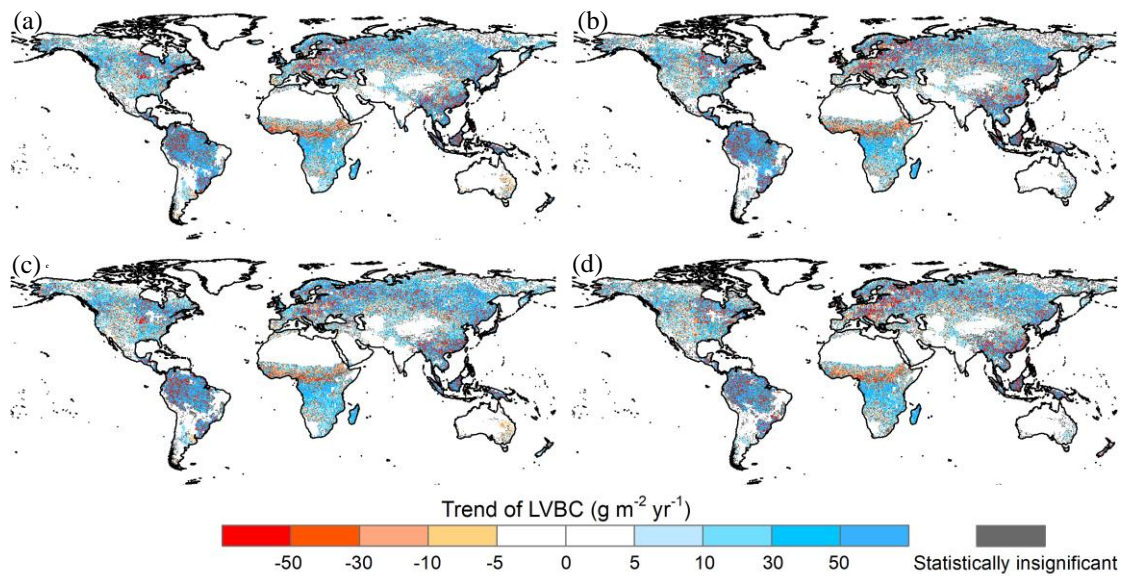 (a) (b)
(c) (d)
Trend of LVBC (g m⁻² yr⁻¹)
-50 -30 -10 -5 0 5 10 30 50 Statistically insignificant